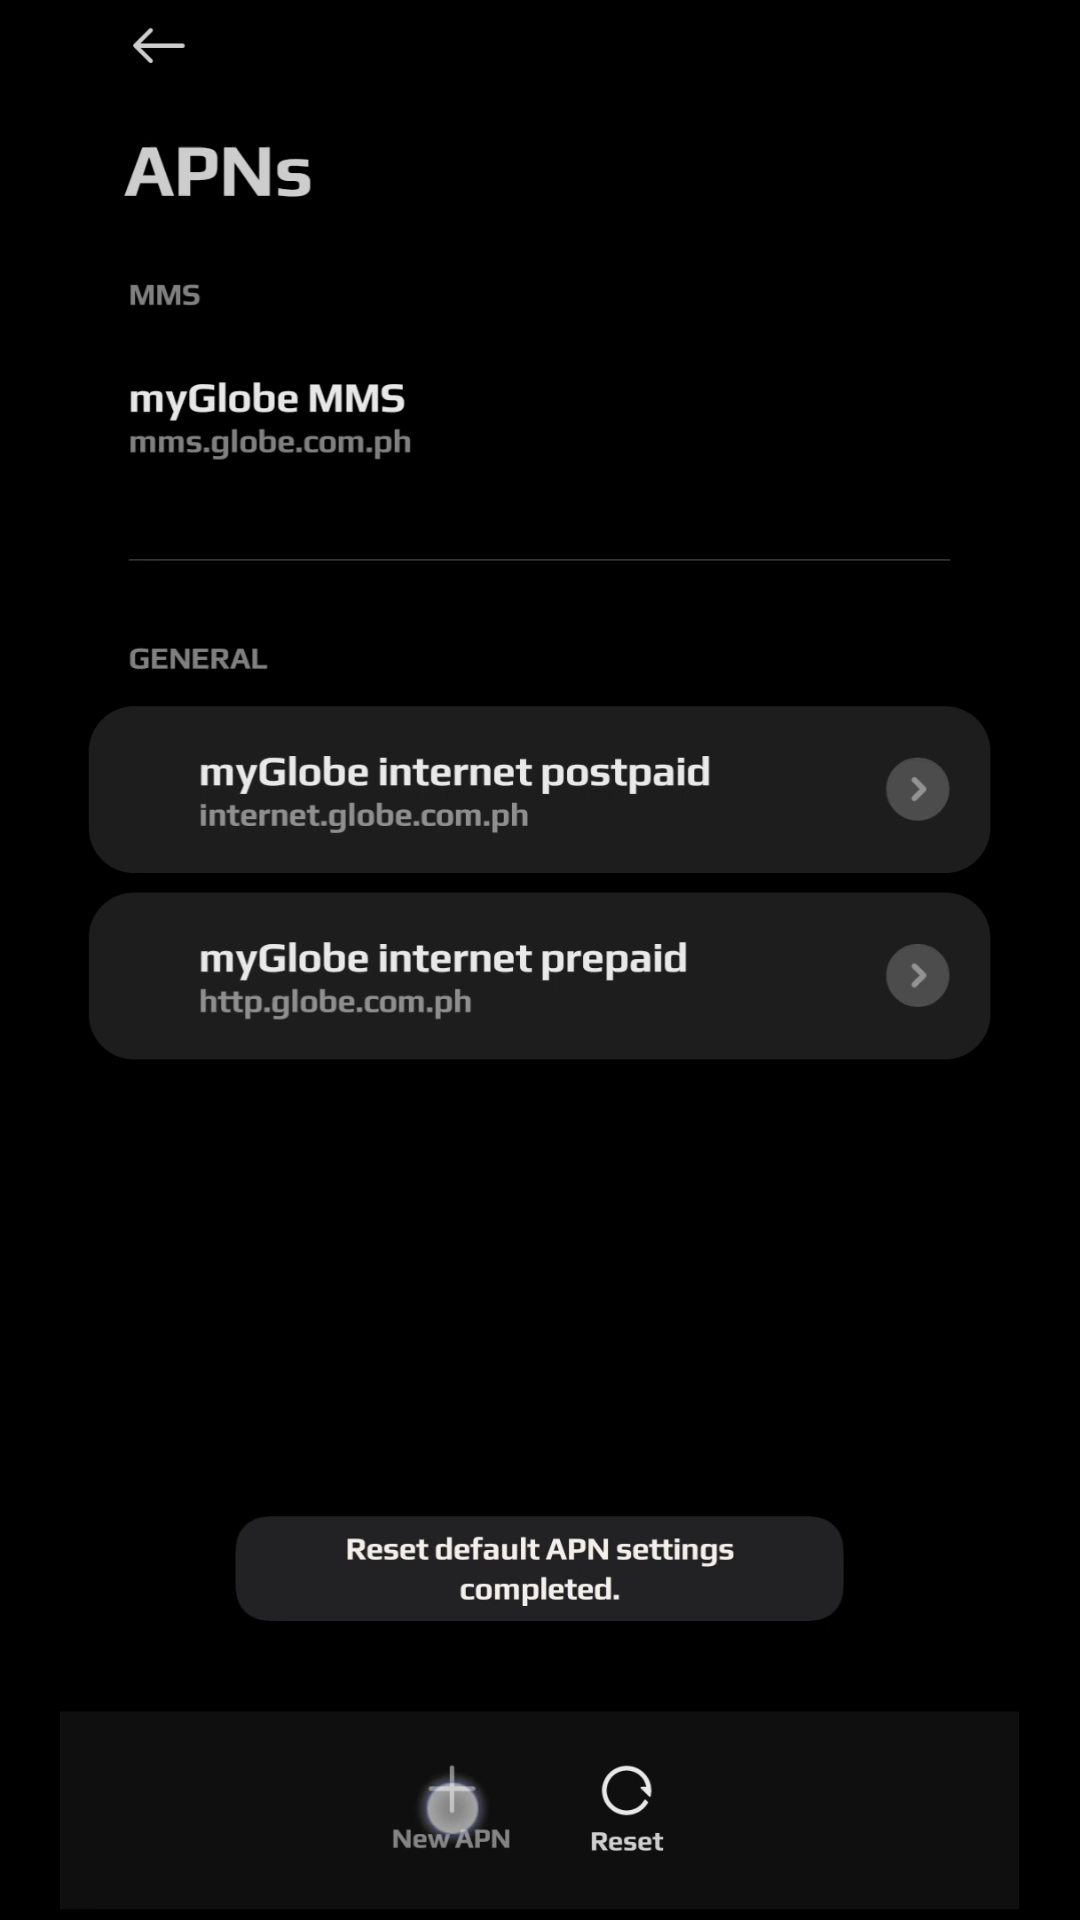 APNs
MMS
myGlobe MMS
mms.globe.com.ph
GENERAL
myGlobe internet postpaid
internet.globe.com.ph
myGlobe internet prepaid
http.globe.com.ph
Reset default APN settings
completed.
New APN
Reset